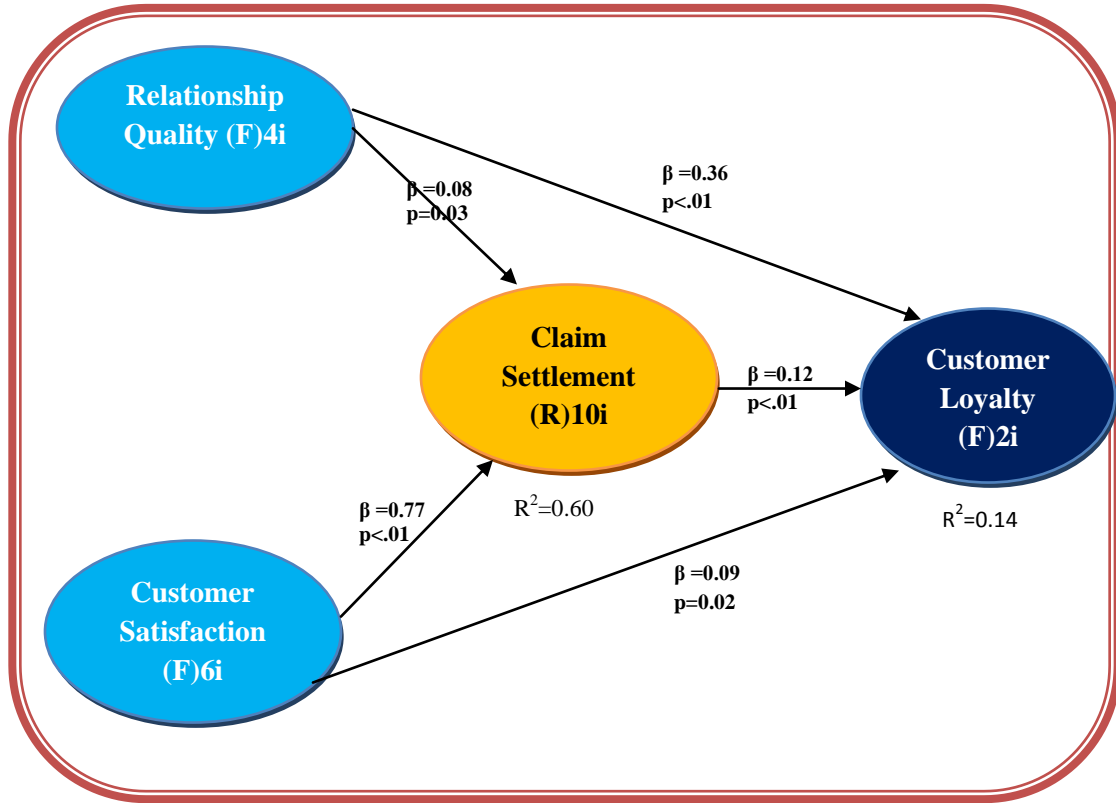 Relationship
Quality (F)4i
β =0.36
p<.01
β =0.08
p=0.03
Claim
Settlement
(R)10i
β =0.12
p<.01
Customer
Loyalty
(F)2i
R²=0.60
R²=0.14
β =0.77
p<.01
β =0.09
p=0.02
Customer
Satisfaction
(F)6i